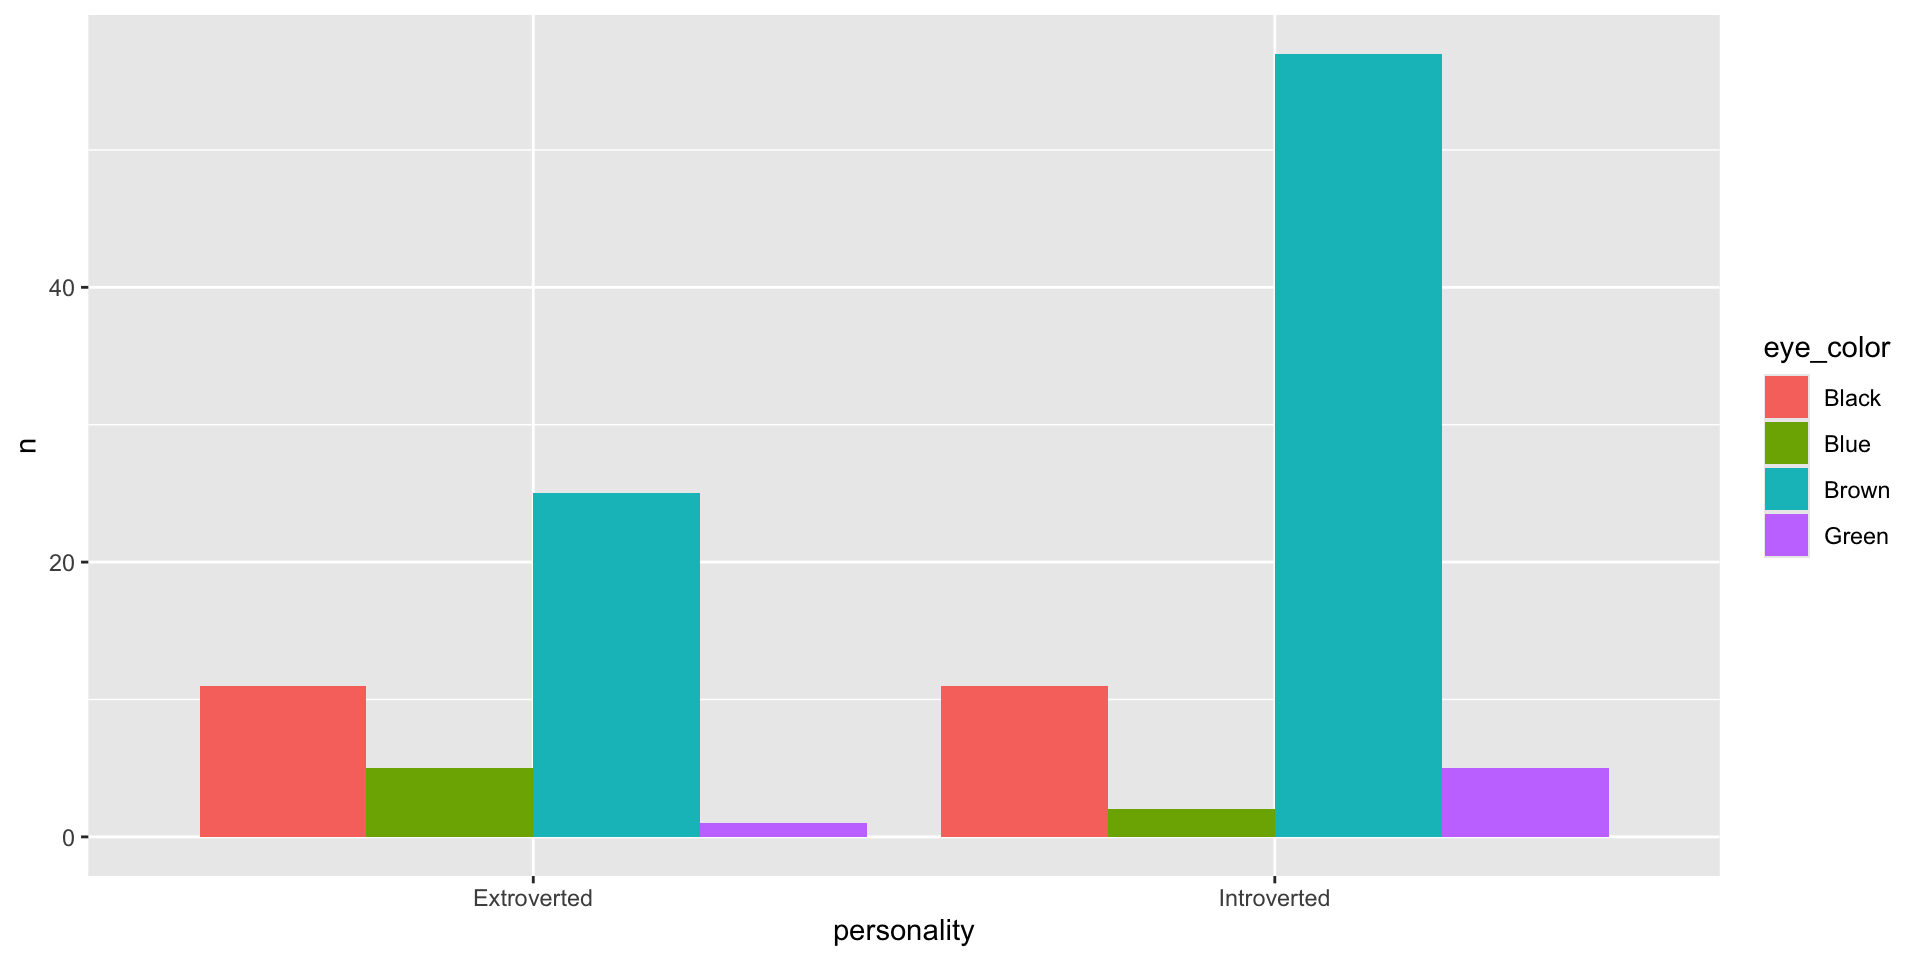 n
40
20
0
Extroverted
Introverted
personality
eye_color
Black
Blue
Brown
Green